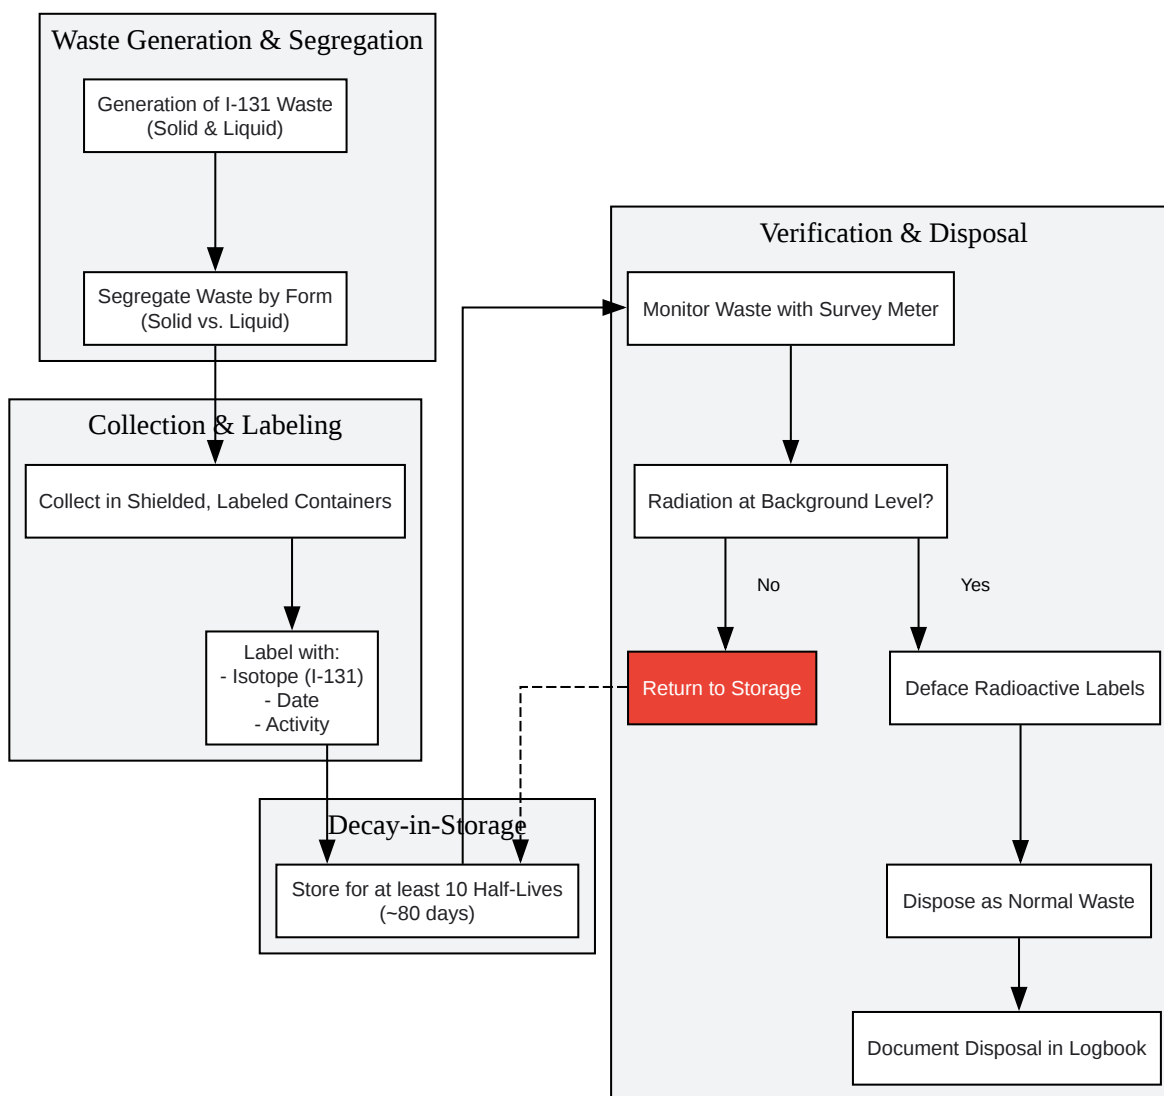 Waste Generation & Segregation
Generation of I-131 Waste
(Solid & Liquid)
Segregate Waste by Form
(Solid vs. Liquid)
Collection & Labeling
Collect in Shielded, Labeled Containers
Label with:
- Isotope (I-131)
- Date
- Activity
Decay-in-Storage
Store for at least 10 Half-Lives
(~80 days)
Verification & Disposal
Monitor Waste with Survey Meter
Radiation at Background Level?
No
Yes
Return to Storage
Deface Radioactive Labels
Dispose as Normal Waste
Document Disposal in Logbook